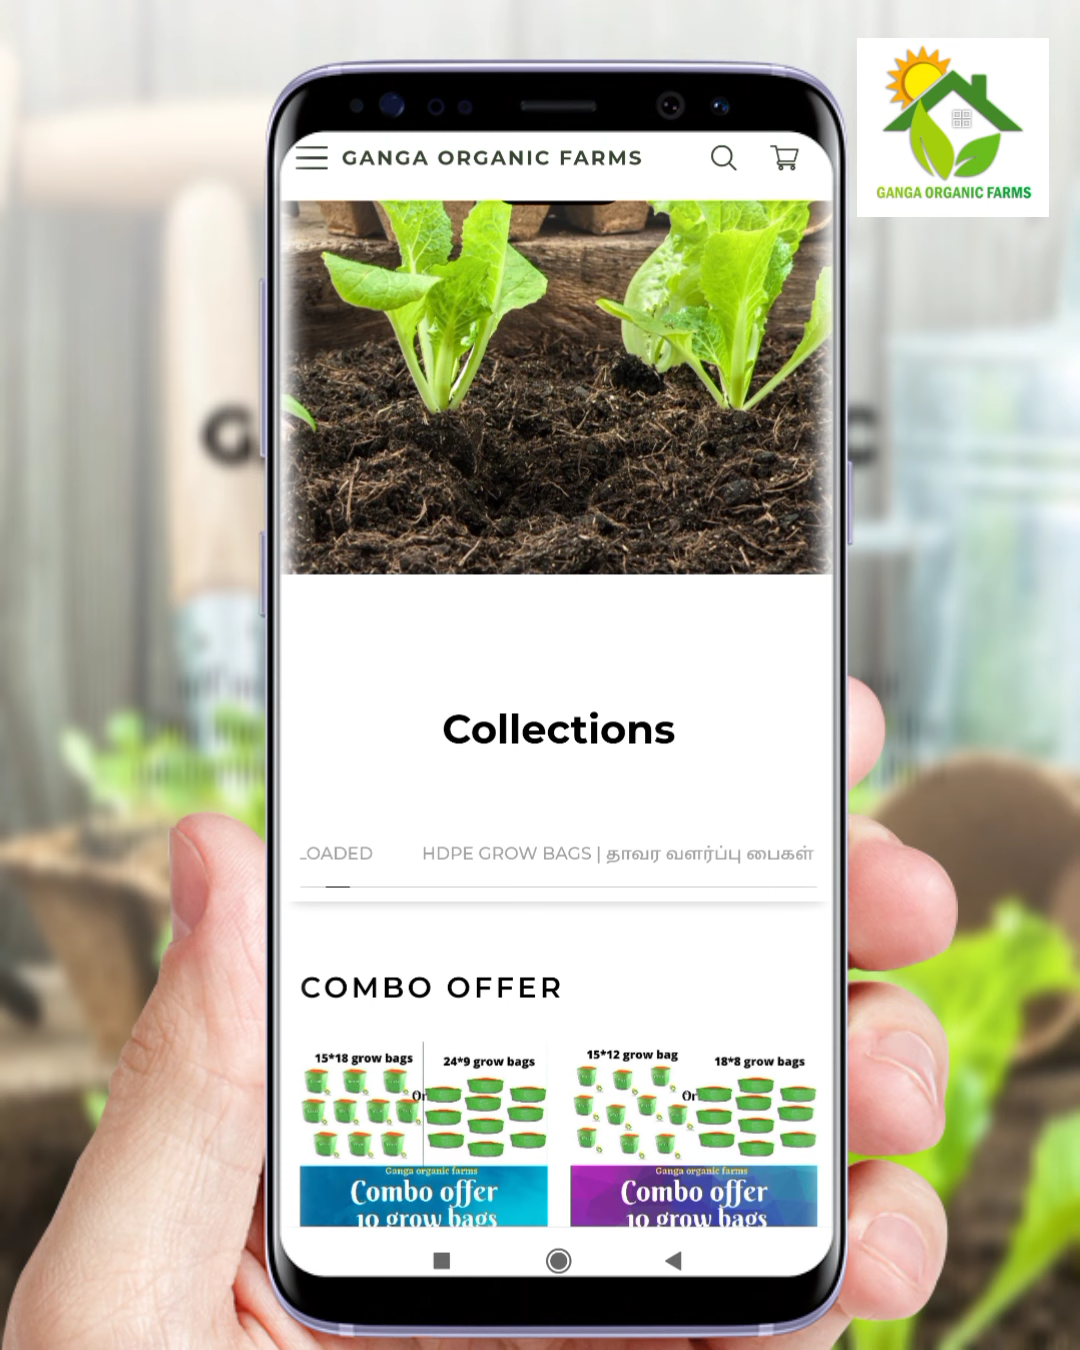 GANGA ORGANIC FARMS
GANGA ORGANIC FARMS
Collections
LOADED
HDPE GROW BAGS | தாவர வளர்ப்பு பைகள்
COMBO OFFER
15*18 grow bags
24*9 grow bags
Or
Ganga organic farms
Combo offer
10 grow bags
15*12 grow bag
18*8 grow bags
Or
Ganga organic farms
Combo offer
10 grow bags